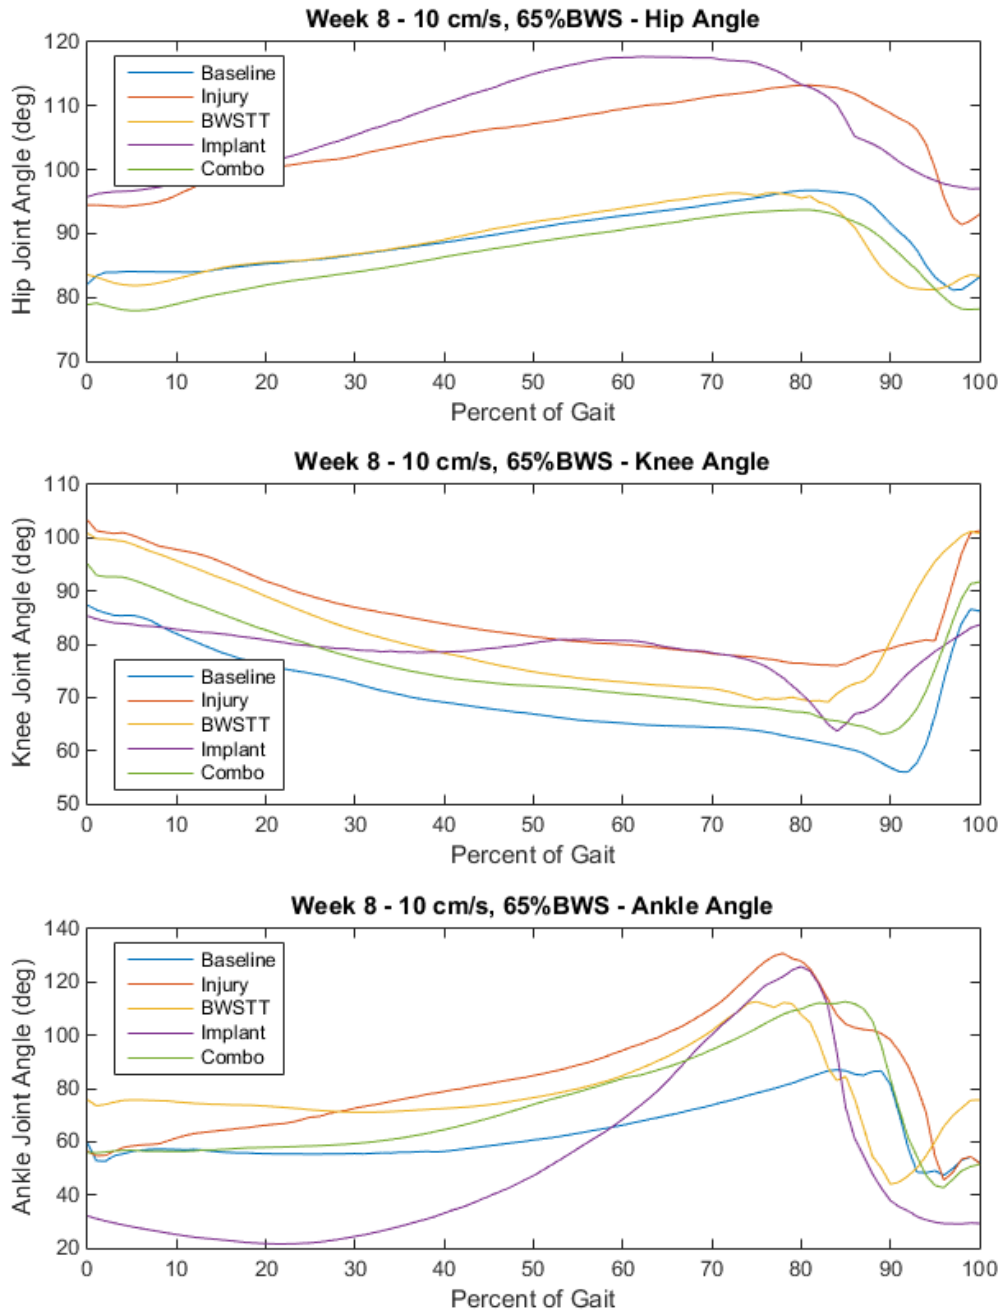 Week 8 - 10 cm/s, 65%BWS - Hip Angle
120
110
100
90
80
70
Hip Joint Angle (deg)
Baseline
Injury
BWSTT
Implant
Combo
0 10 20 30 40 50 60 70 80 90 100
Percent of Gait
Week 8 - 10 cm/s, 65%BWS - Knee Angle
110
100
90
80
70
60
50
Knee Joint Angle (deg)
Baseline
Injury
BWSTT
Implant
Combo
0 10 20 30 40 50 60 70 80 90 100
Percent of Gait
Week 8 - 10 cm/s, 65%BWS - Ankle Angle
140
120
100
80
60
40
20
Ankle Joint Angle (deg)
Baseline
Injury
BWSTT
Implant
Combo
0 10 20 30 40 50 60 70 80 90 100
Percent of Gait